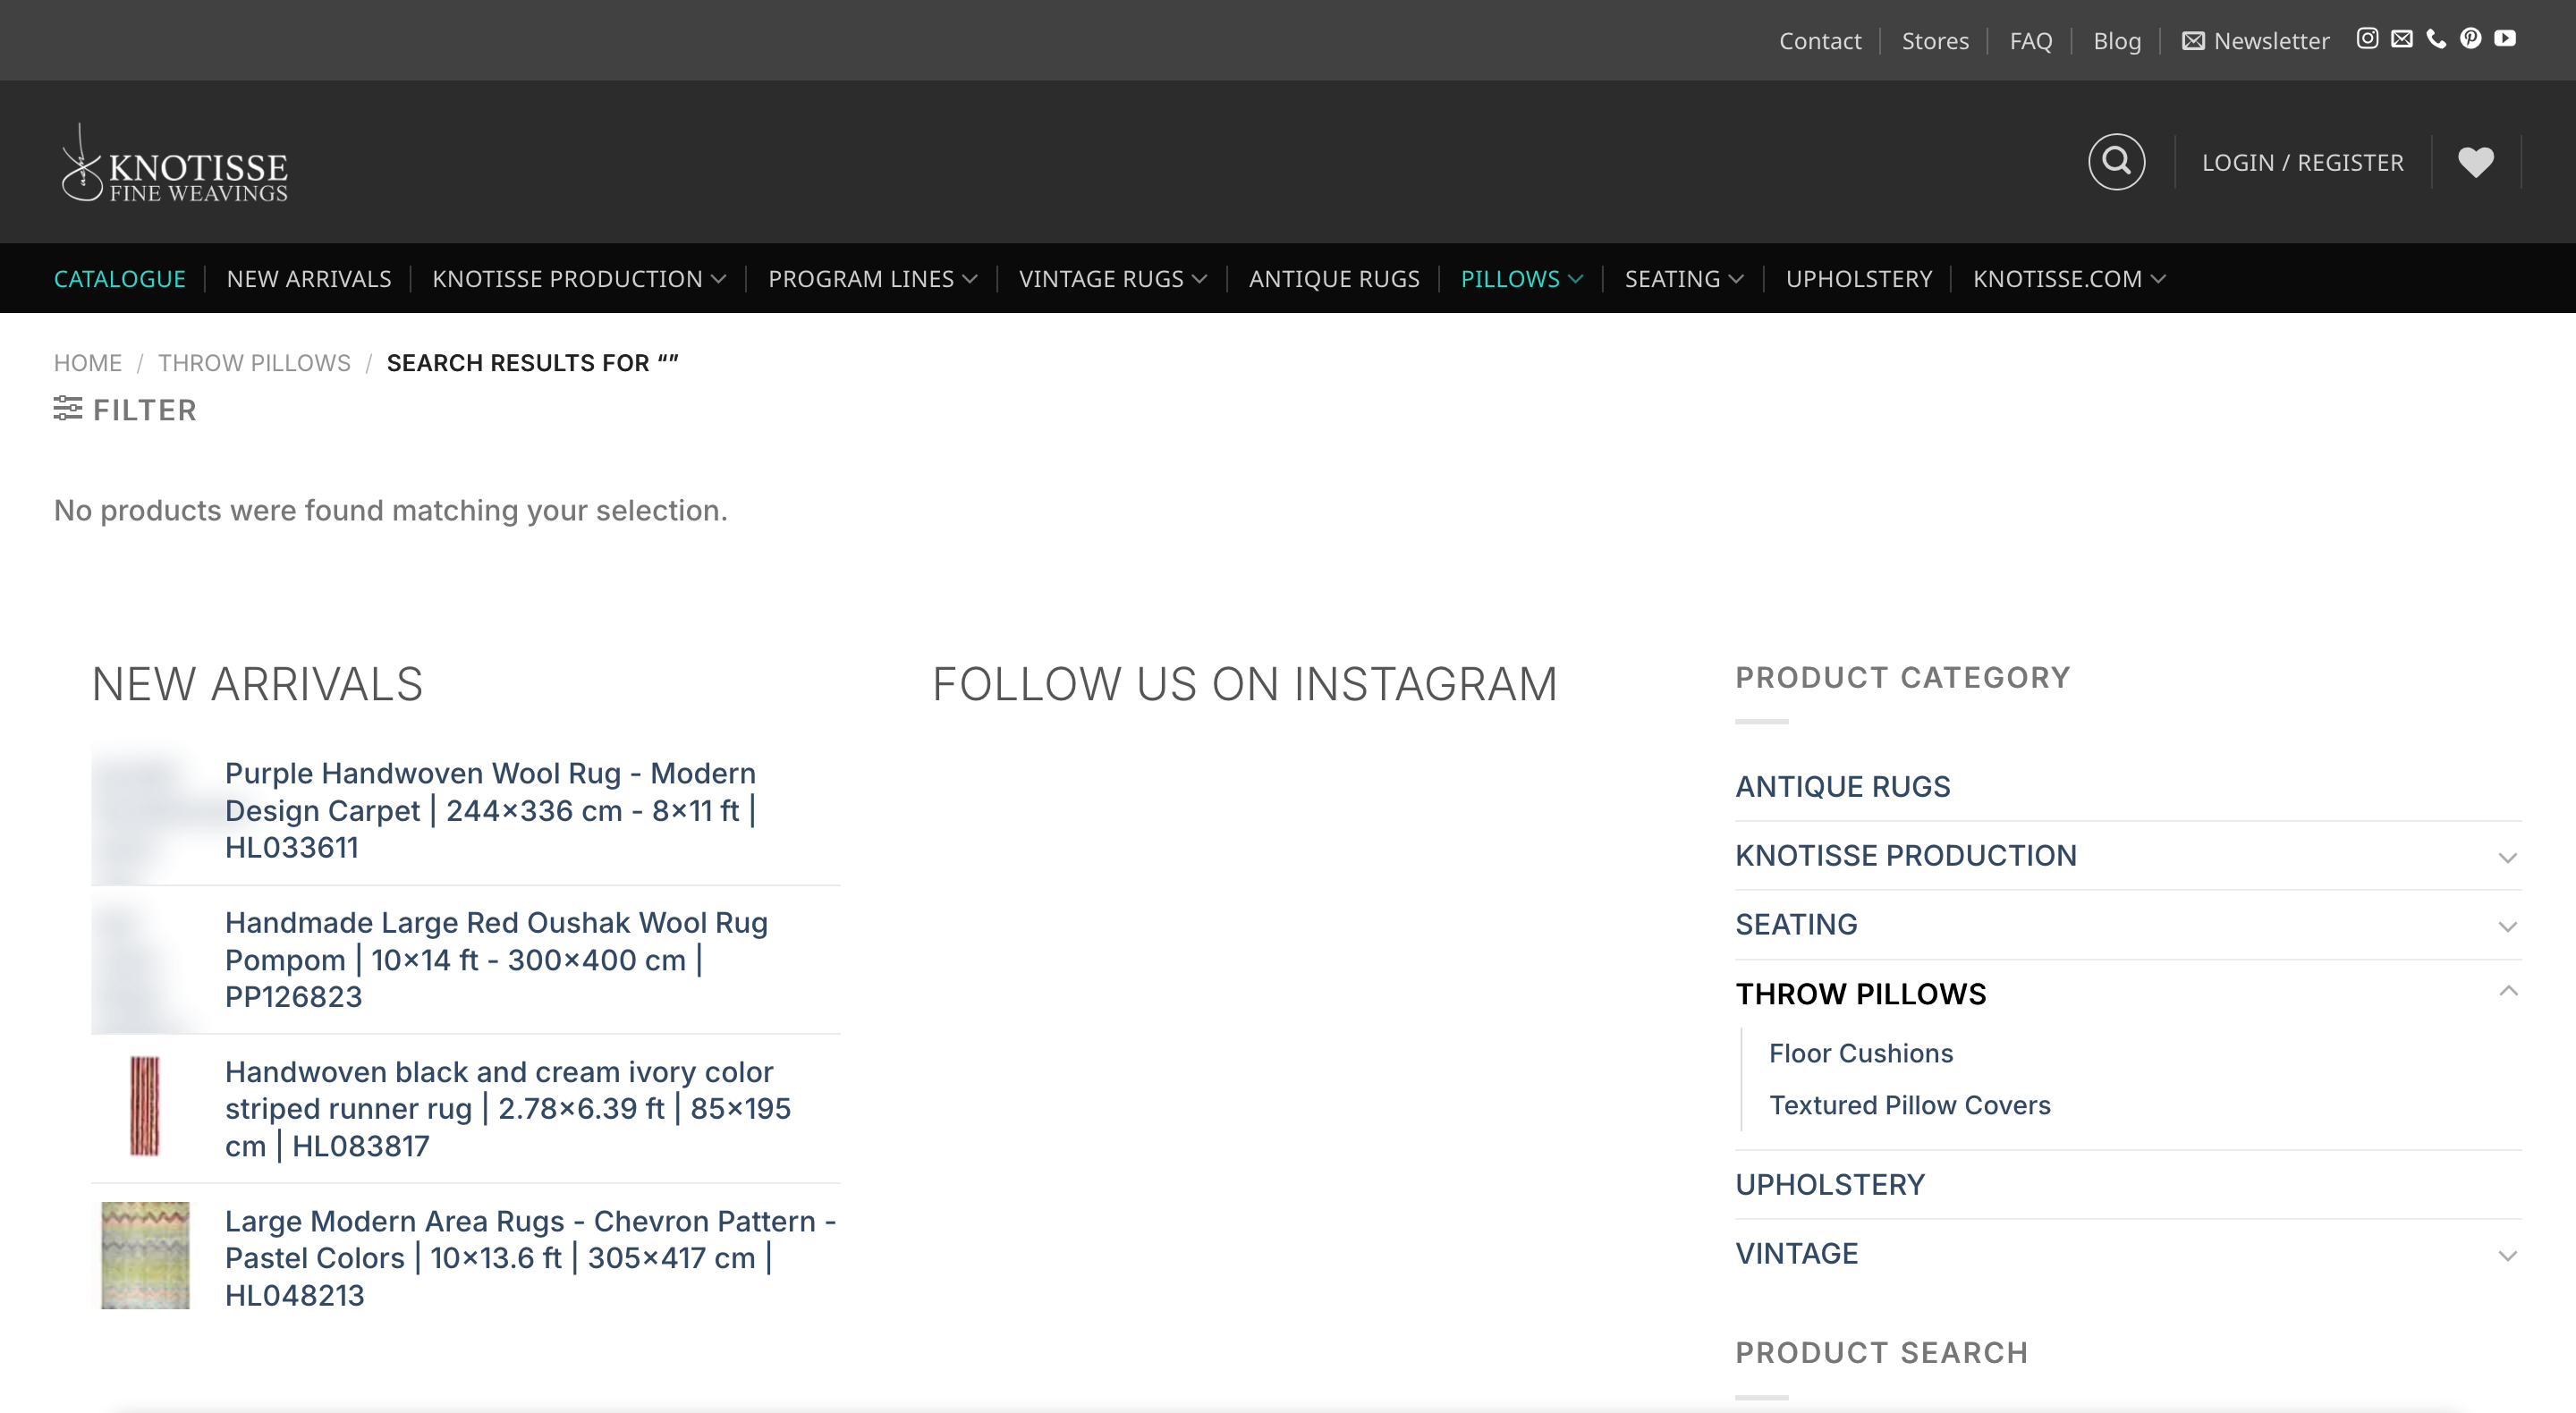 Contact
Stores
FAQ
Blog
Newsletter
KNOTISSE
FINE WEAVINGS
LOGIN / REGISTER
CATALOGUE
NEW ARRIVALS
KNOTISSE PRODUCTION
PROGRAM LINES
VINTAGE RUGS
ANTIQUE RUGS
PILLOWS
SEATING
UPHOLSTERY
KNOTISSE.COM
HOME / THROW PILLOWS / SEARCH RESULTS FOR “”
FILTER
No products were found matching your selection.
NEW ARRIVALS
Purple Handwoven Wool Rug - Modern
Design Carpet | 244×336 cm - 8×11 ft |
HL033611
Handmade Large Red Oushak Wool Rug
Pompom | 10×14 ft - 300×400 cm |
PP126823
Handwoven black and cream ivory color
striped runner rug | 2.78×6.39 ft | 85×195
cm | HL083817
Large Modern Area Rugs - Chevron Pattern -
Pastel Colors | 10×13.6 ft | 305×417 cm |
HL048213
FOLLOW US ON INSTAGRAM
PRODUCT CATEGORY
ANTIQUE RUGS
KNOTISSE PRODUCTION
SEATING
THROW PILLOWS
Floor Cushions
Textured Pillow Covers
UPHOLSTERY
VINTAGE
PRODUCT SEARCH